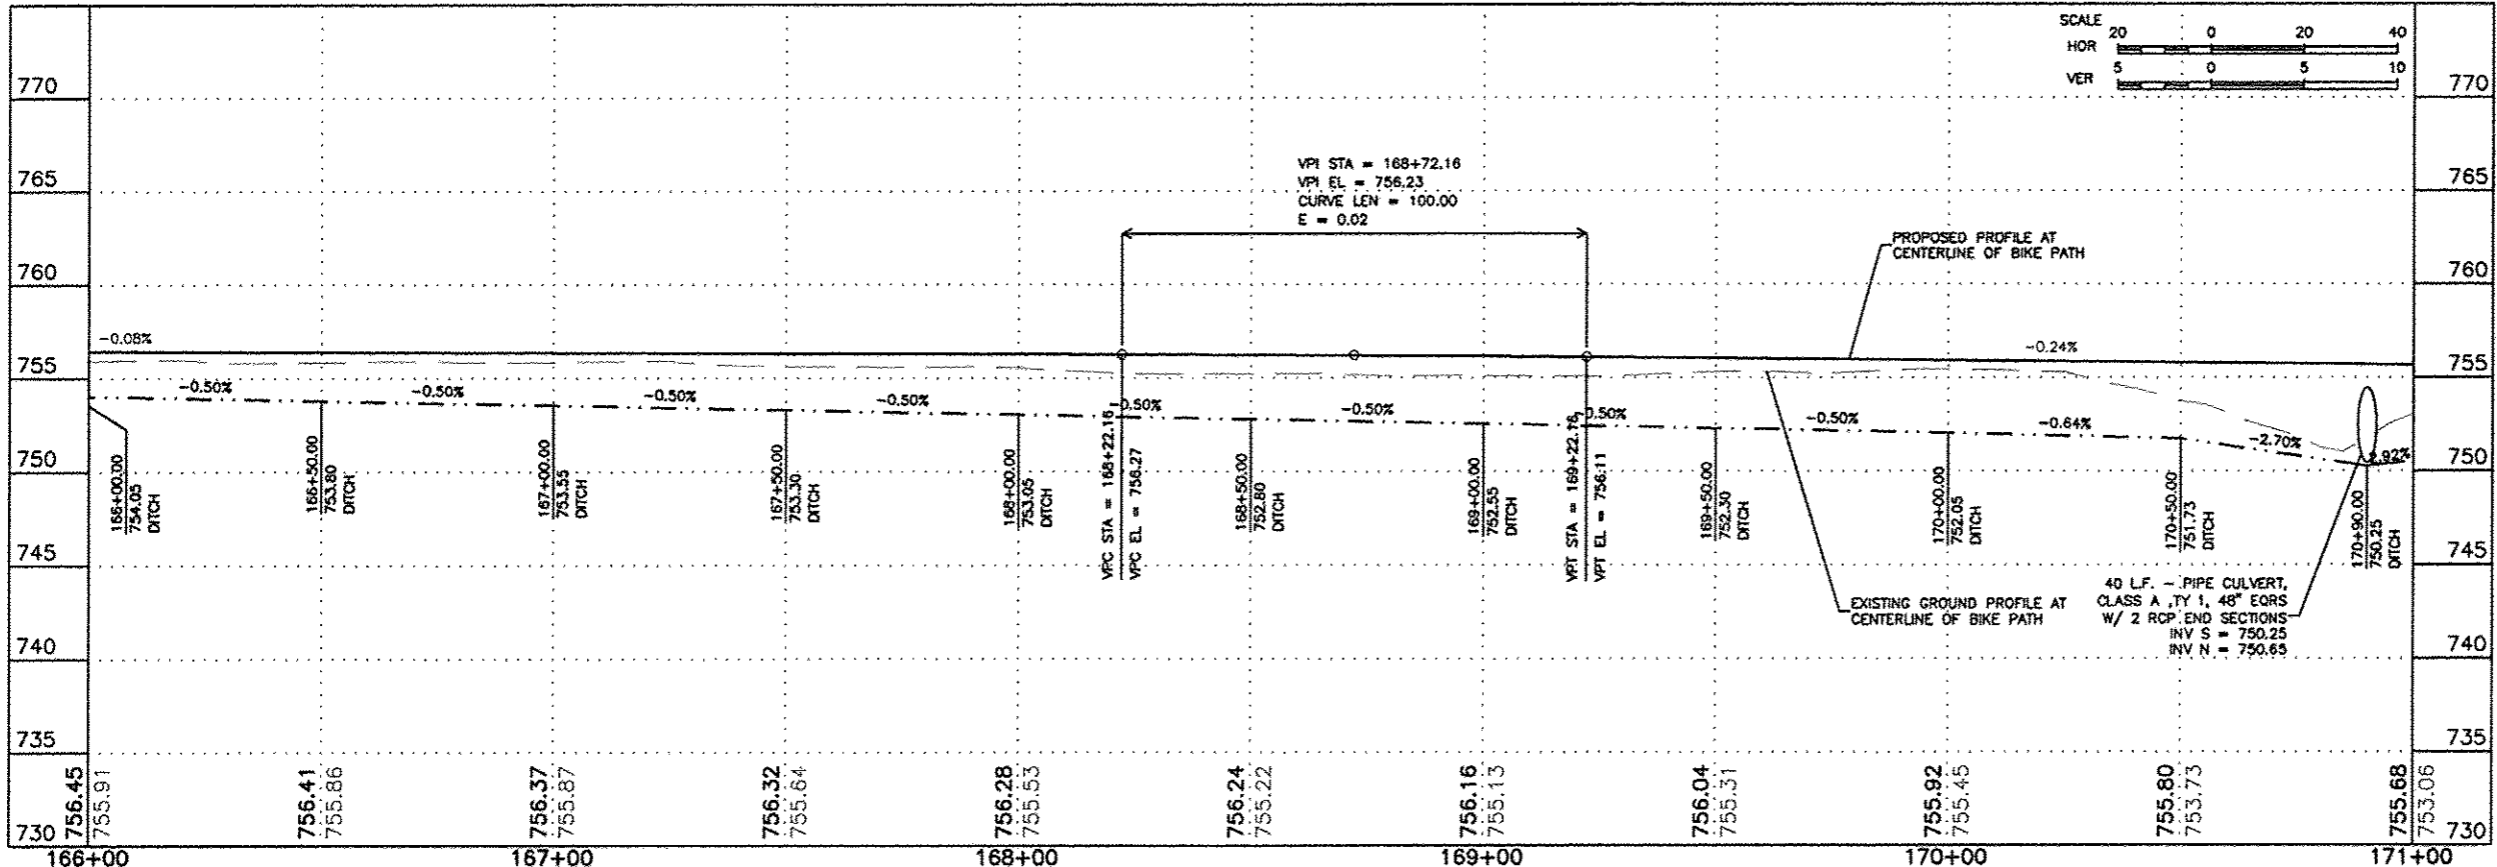 SCALE
HOR 20 0 20 40
VER 5 0 5 10
770 770
765 765
760 760
755 755
750 750
745 745
740 740
735 735
730 730
VPI STA = 168+72.16
VPI EL = 756.23
CURVE LEN = 100.00
E = 0.02
PROPOSED PROFILE AT
CENTERLINE OF BIKE PATH
-0.08%
-0.24%
-0.50% -0.50% -0.50% -0.50% -0.50% -0.50% -0.50% -0.50% -0.64% -2.70% 2.92%
166+00.00
754.05
DITCH
166+50.00
753.80
DITCH
167+00.00
753.55
DITCH
167+50.00
753.30
DITCH
168+00.00
753.05
DITCH
VPC STA = 168+22.16
VPC EL = 756.27
168+50.00
752.80
DITCH
169+00.00
752.55
DITCH
VPT STA = 169+22.16
VPT EL = 756.11
169+50.00
752.30
DITCH
170+00.00
752.05
DITCH
170+50.00
751.73
DITCH
170+90.00
750.25
DITCH
EXISTING GROUND PROFILE AT
CENTERLINE OF BIKE PATH
40 L.F. - PIPE CULVERT,
CLASS A ,TY 1, 48" EQRS
W/ 2 RCP END SECTIONS
INV S = 750.25
INV N = 750.65
756.45
755.91
756.41
755.86
756.37
755.87
756.32
755.64
756.28
755.53
756.24
755.22
756.16
755.13
756.04
755.31
755.92
755.45
755.80
753.73
755.68
753.06
166+00 167+00 168+00 169+00 170+00 171+00